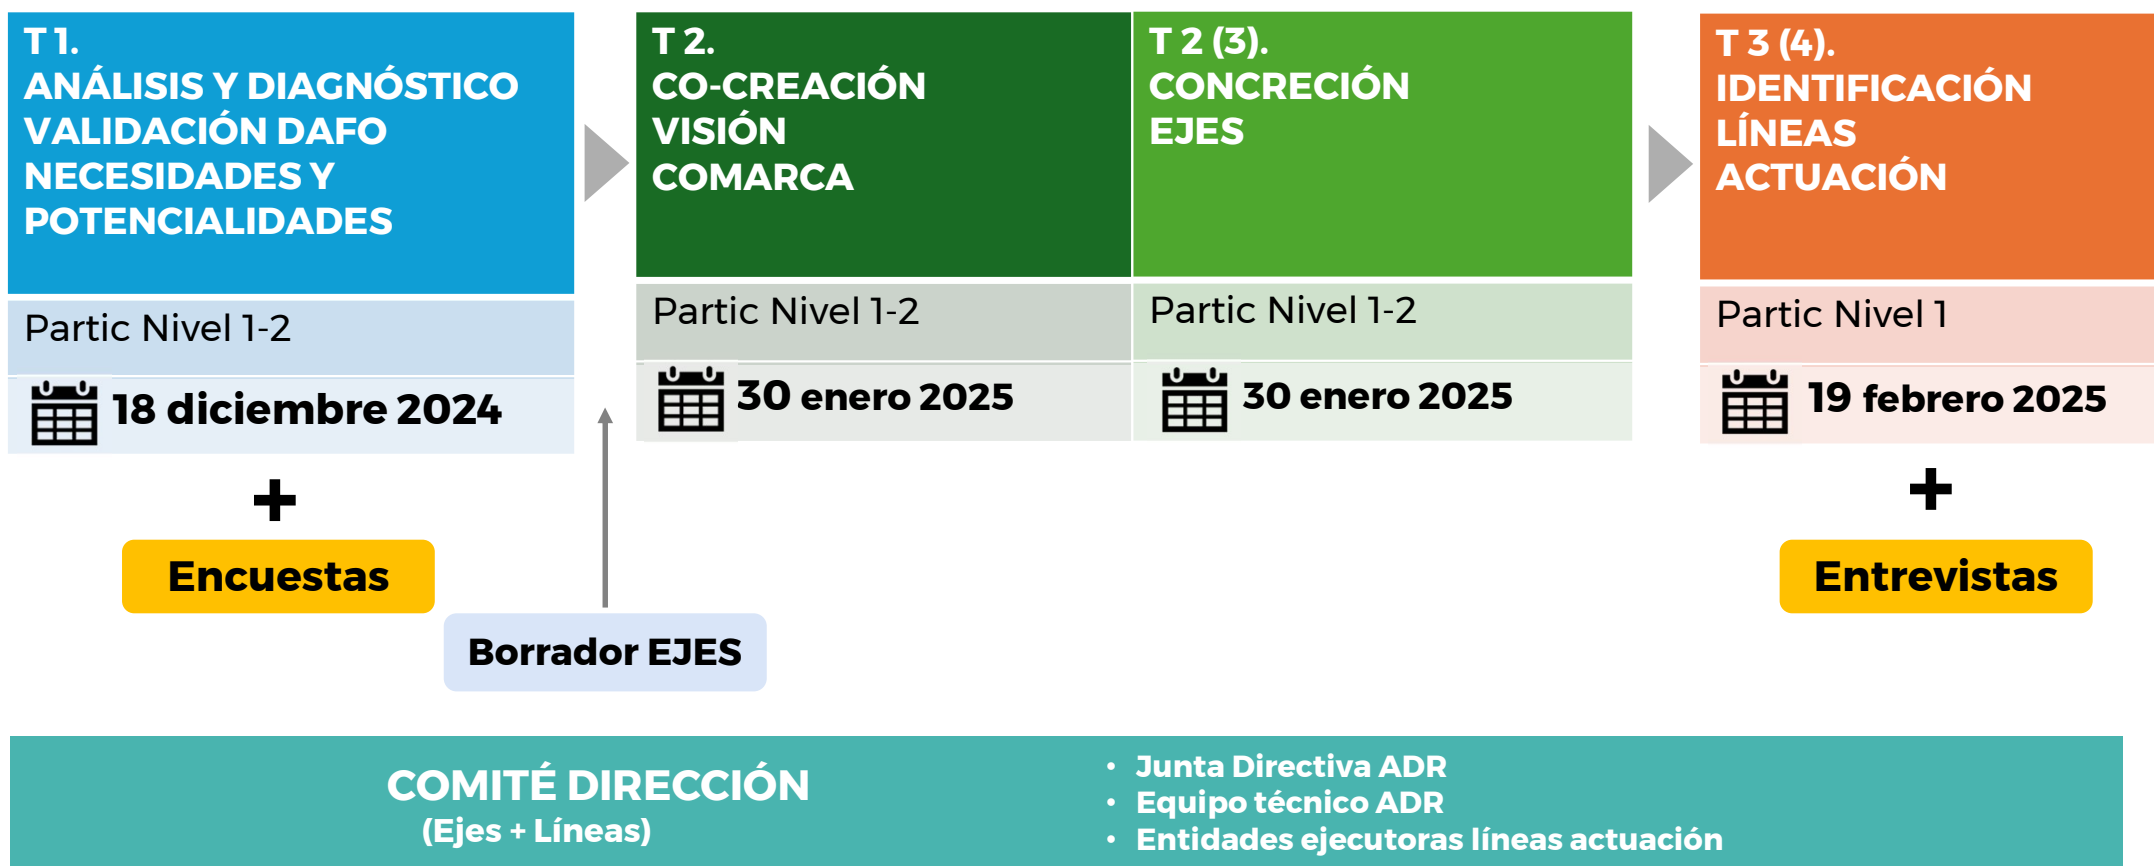 T 1.
ANÁLISIS Y DIAGNÓSTICO
VALIDACIÓN DAFO
NECESIDADES Y
POTENCIALIDADES
Partic Nivel 1-2
18 diciembre 2024
+
Encuestas
Borrador EJES
T 2.
CO-CREACIÓN
VISIÓN
COMARCA
Partic Nivel 1-2
30 enero 2025
T 2 (3).
CONCRECIÓN
EJES
Partic Nivel 1-2
30 enero 2025
T 3 (4).
IDENTIFICACIÓN
LÍNEAS
ACTUACIÓN
Partic Nivel 1
19 febrero 2025
+
Entrevistas
COMITÉ DIRECCIÓN
(Ejes + Líneas)
• Junta Directiva ADR
• Equipo técnico ADR
• Entidades ejecutoras líneas actuación